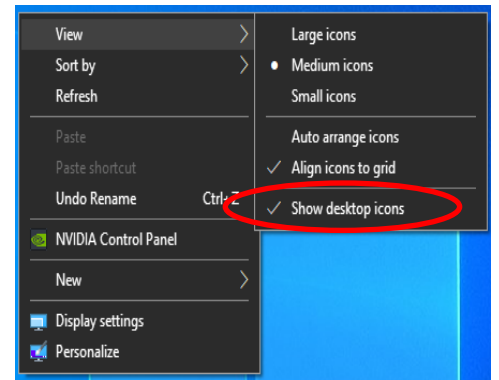 View
Sort by
Refresh
Paste
Paste shortcut
Undo Rename Ctrl+Z
NVIDIA Control Panel
New
Display settings
Personalize
Large icons
Medium icons
Small icons
Auto arrange icons
Align icons to grid
Show desktop icons